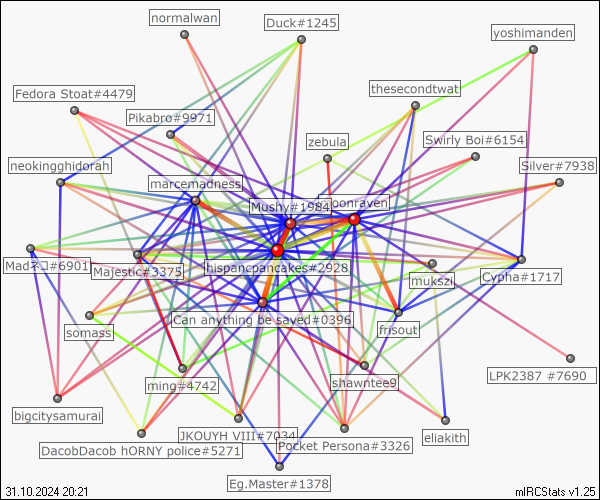 normalwan
Duck#1245
yoshimanden
Fedora Stoat#4479
thesecondtwat
Pikabro#9971
zebula
Swirly Boi#6154
neokingghidorah
Silver#7938
marcemadness
Mushy#1984
oonraven
Majestic#3375
hispancpancakes#2928
mukszi
Cypha#1717
somass
Can anything be saved#0396
frisout
ming#4742
shawntee9
LPK2387 #7690
bigcitysamurai
JKOUYH VIII#7034
eliakith
DacobDacob hORNY police#5271
Pocket Persona#3326
Eg.Master#1378
31.10.2024 20:21
mIRCStats v1.25